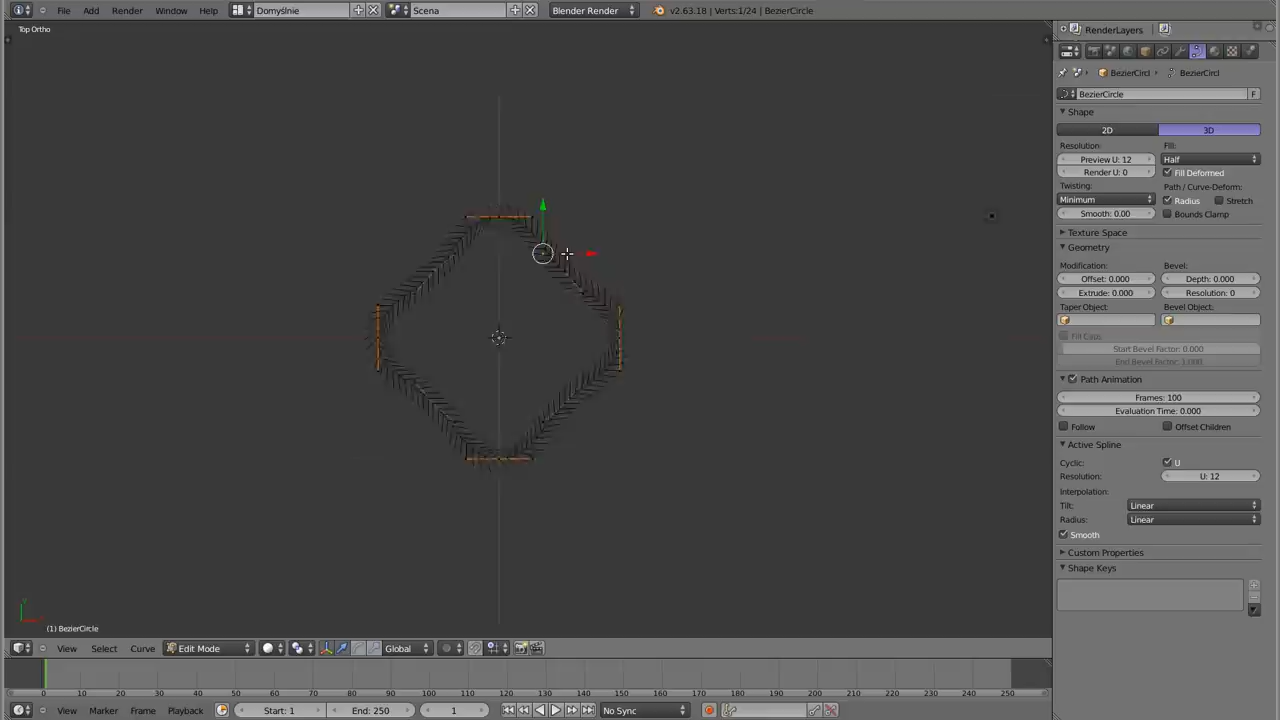 File Add Render Window Help Domyślnie Scena Blender Render v2.63.18 | Verts:1/24 | BezierCircle
Top Ortho
RenderLayers
BezierCircl BezierCircl
BezierCircle F
Shape
2D 3D
Resolution: Fill:
Preview U: 12 Half
Render U: 0 Fill Deformed
Twisting: Path / Curve-Deform:
Minimum Radius Stretch
Smooth: 0.00 Bounds Clamp
Texture Space
Geometry
Modification: Bevel:
Offset: 0.000 Depth: 0.000
Extrude: 0.000 Resolution: 0
Taper Object: Bevel Object:
Fill Caps
Start Bevel Factor: 0.000
End Bevel Factor: 1.000
Path Animation
Frames: 100
Evaluation Time: 0.000
Follow Offset Children
Active Spline
Cyclic: U
Resolution: U: 12
Interpolation:
Tilt: Linear
Radius: Linear
Smooth
Custom Properties
Shape Keys
(1) BezierCircle
View Select Curve Edit Mode Global
0 10 20 30 40 50 60 70 80 90 100 110 120 130 140 150 160 170 180 190 200 210 220 230 240 250
View Marker Frame Playback Start: 1 End: 250 1 No Sync